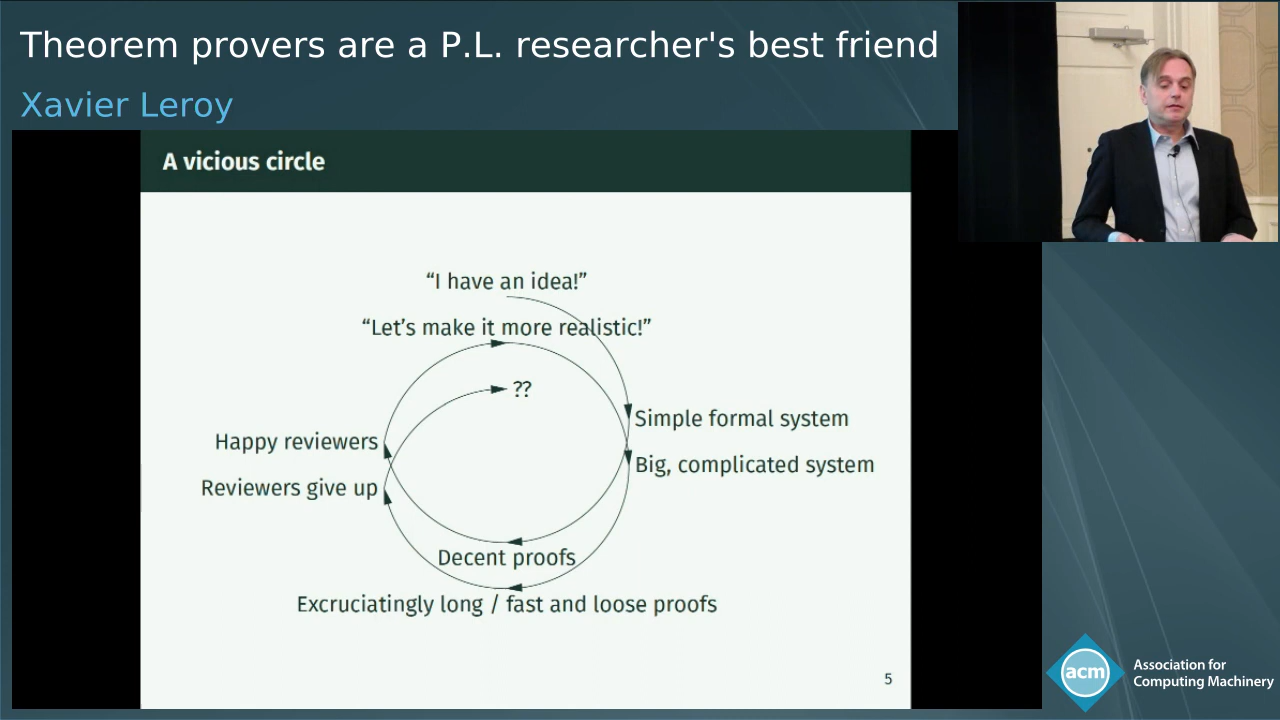 Theorem provers are a P.L. researcher's best friend
Xavier Leroy
A vicious circle
“I have an idea!”
“Let’s make it more realistic!”
??
Simple formal system
Happy reviewers
Big, complicated system
Reviewers give up
Decent proofs
Excruciatingly long / fast and loose proofs
5
acm
Association for
Computing Machinery